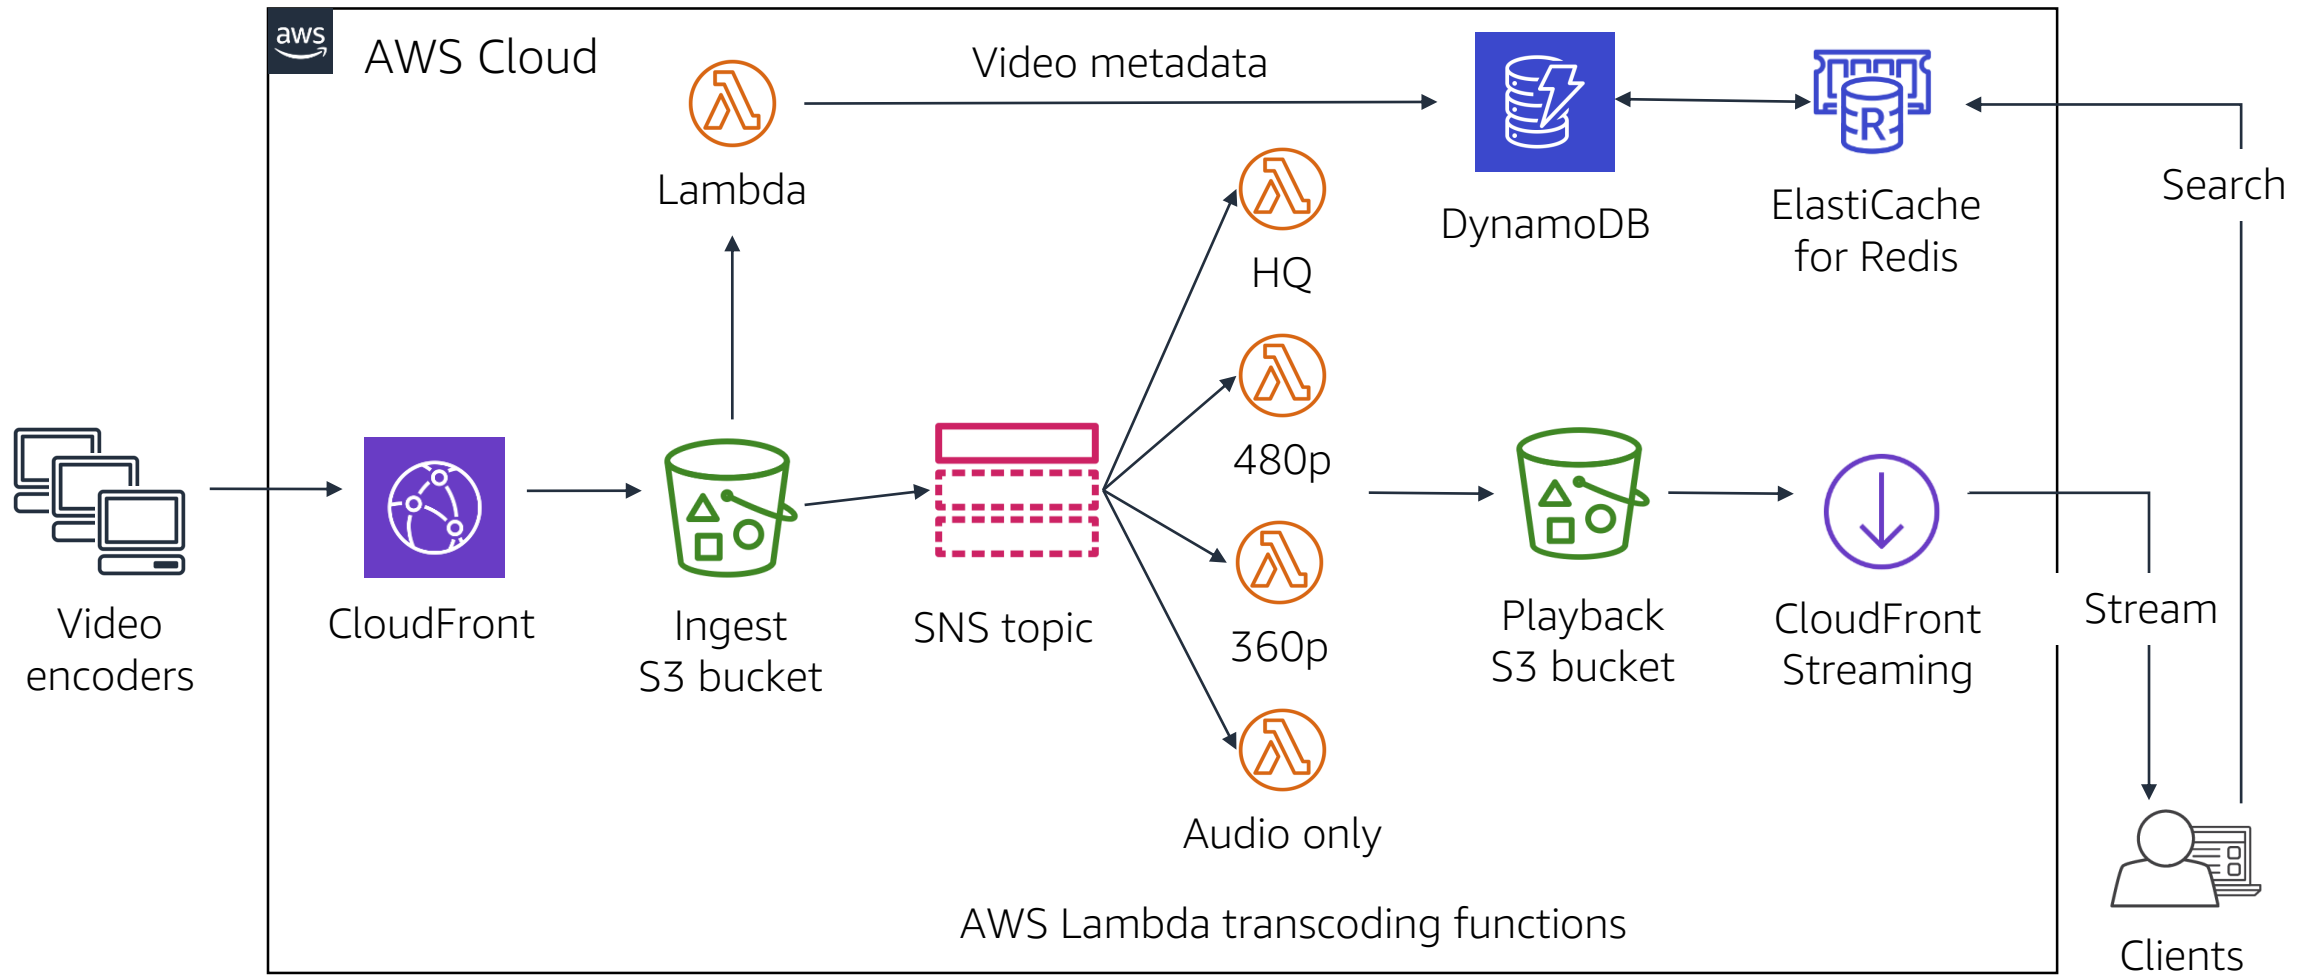 aws
AWS Cloud
Video metadata
Lambda
DynamoDB
R
ElastiCache
for Redis
Search
HQ
480p
360p
Audio only
Video
encoders
CloudFront
Ingest
S3 bucket
SNS topic
Playback
S3 bucket
CloudFront
Streaming
Stream
AWS Lambda transcoding functions
Clients